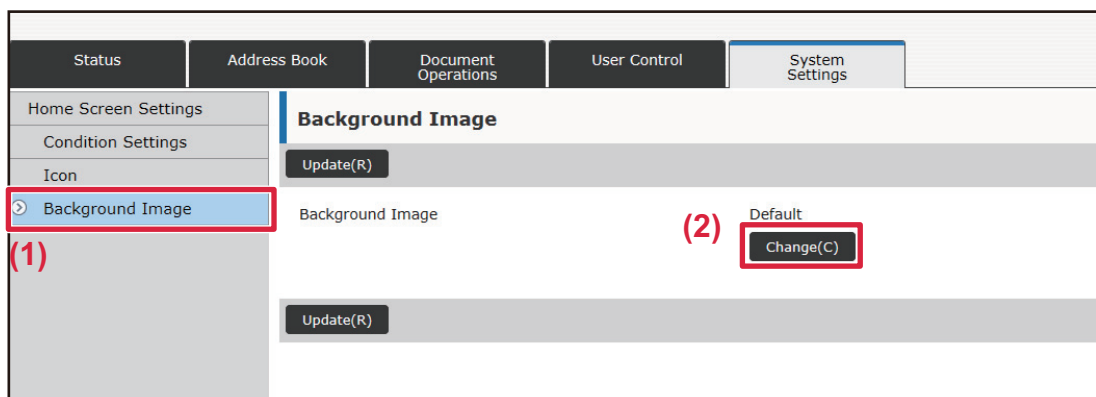 Status
Address Book
Document
Operations
User Control
System
Settings
Home Screen Settings
Condition Settings
Icon
Background Image
(1)
Background Image
Update(R)
Background Image
Default
(2)
Change(C)
Update(R)